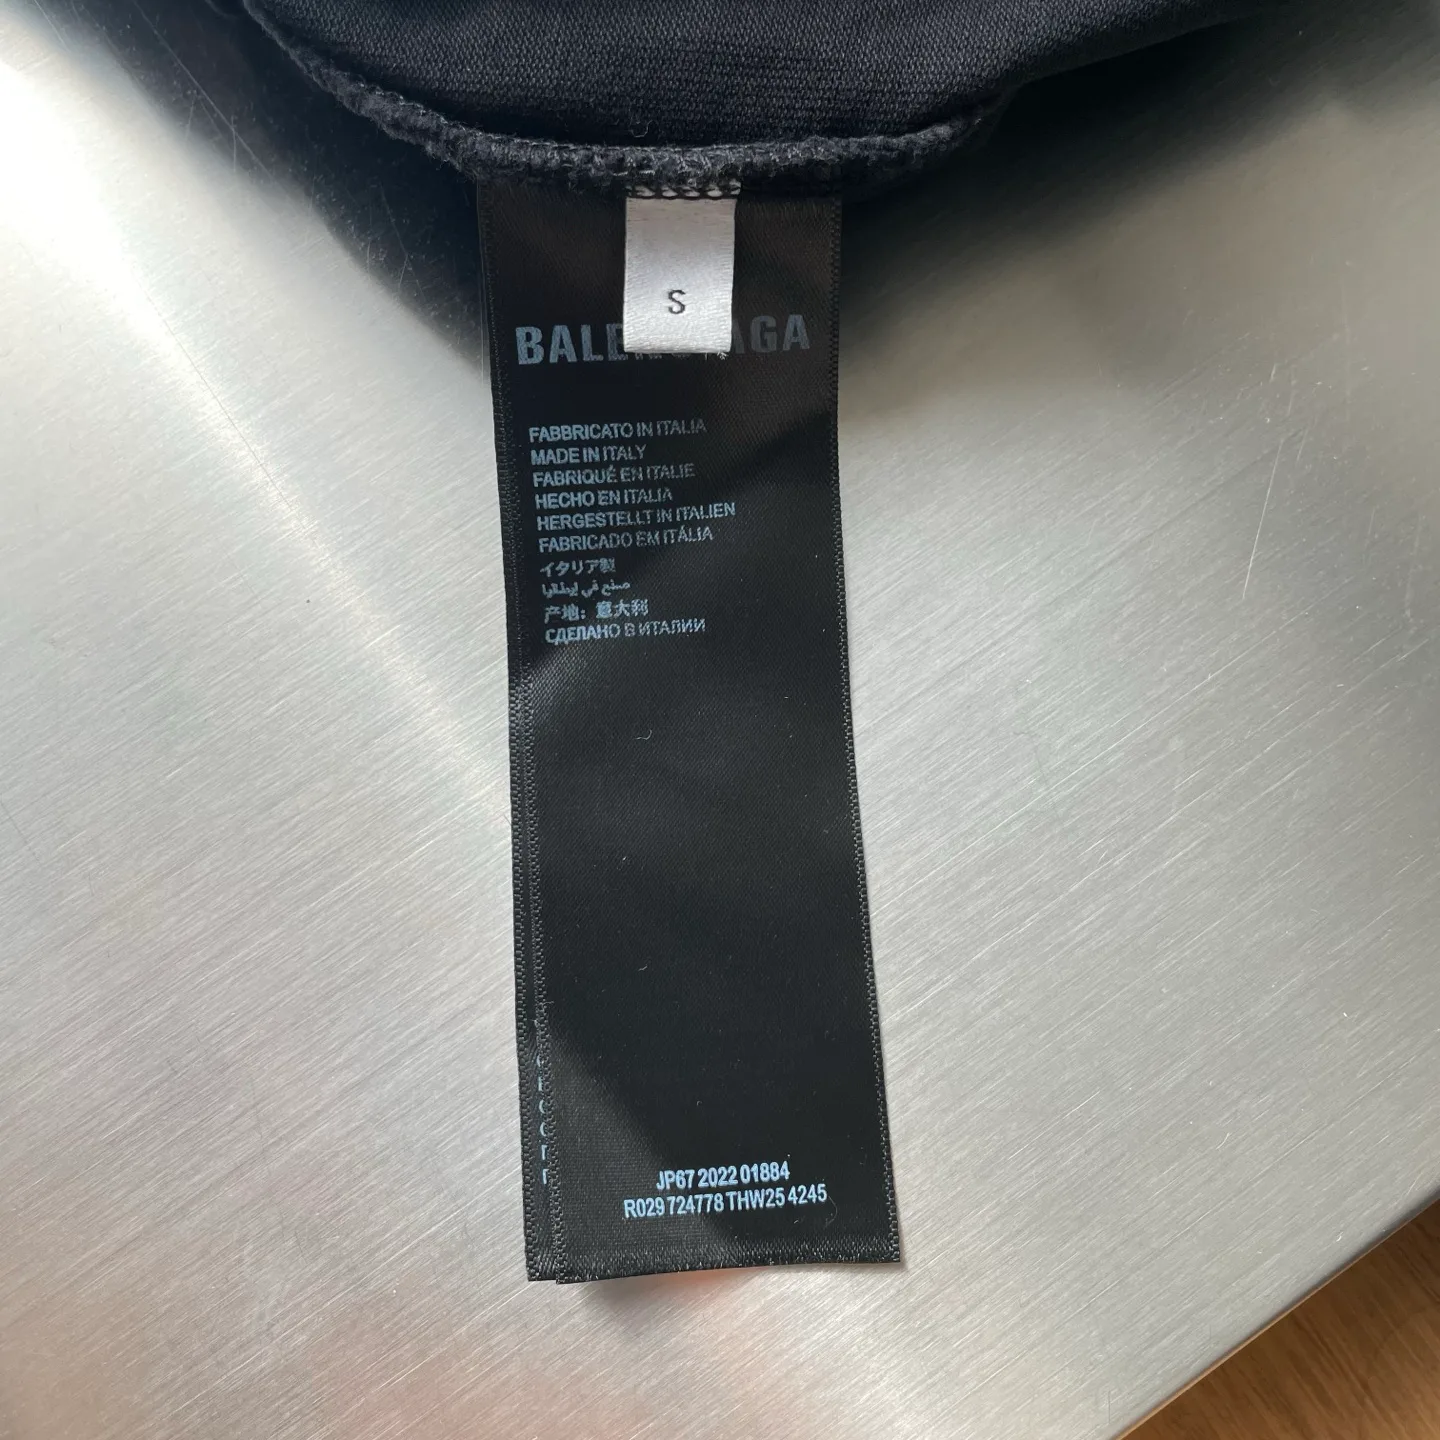 S
BALENCIAGA
FABBRICATO IN ITALIA
MADE IN ITALY
FABRIQUÉ EN ITALIE
HECHO EN ITALIA
HERGESTELLT IN ITALIEN
FABRICADO EM ITÁLIA
イタリア製
صنع في إيطاليا
产地：意大利
СДЕЛАНО В ИТАЛИИ
JP67 2022 01884
R029 724778 THW25 4245